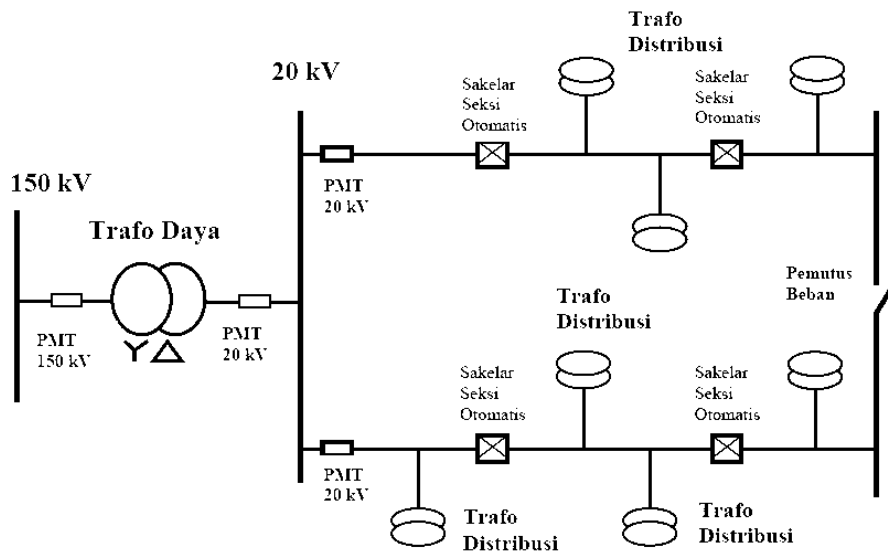 150 kV
PMT
150 kV
Trafo Daya
PMT
20 kV
20 kV
PMT
20 kV
Sakelar
Seksi
Otomatis
Trafo
Distribusi
Sakelar
Seksi
Otomatis
Pemutus
Beban
Trafo
Distribusi
PMT
20 kV
Sakelar
Seksi
Otomatis
Sakelar
Seksi
Otomatis
Trafo
Distribusi
Trafo
Distribusi